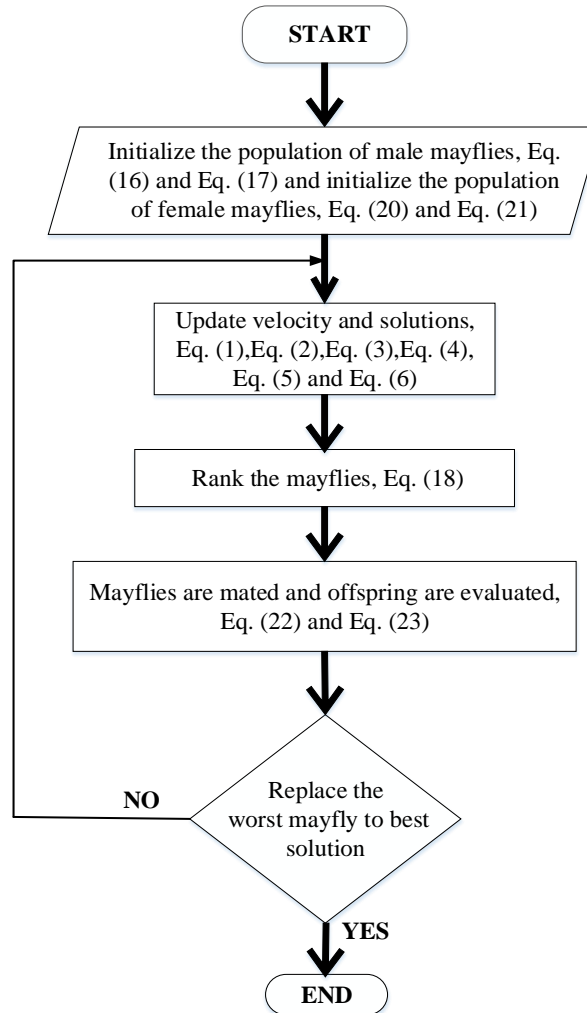 START
Initialize the population of male mayflies, Eq.
(16) and Eq. (17) and initialize the population
of female mayflies, Eq. (20) and Eq. (21)
Update velocity and solutions,
Eq. (1),Eq. (2),Eq. (3),Eq. (4),
Eq. (5) and Eq. (6)
Rank the mayflies, Eq. (18)
Mayflies are mated and offspring are evaluated,
Eq. (22) and Eq. (23)
NO
Replace the
worst mayfly to best
solution
YES
END